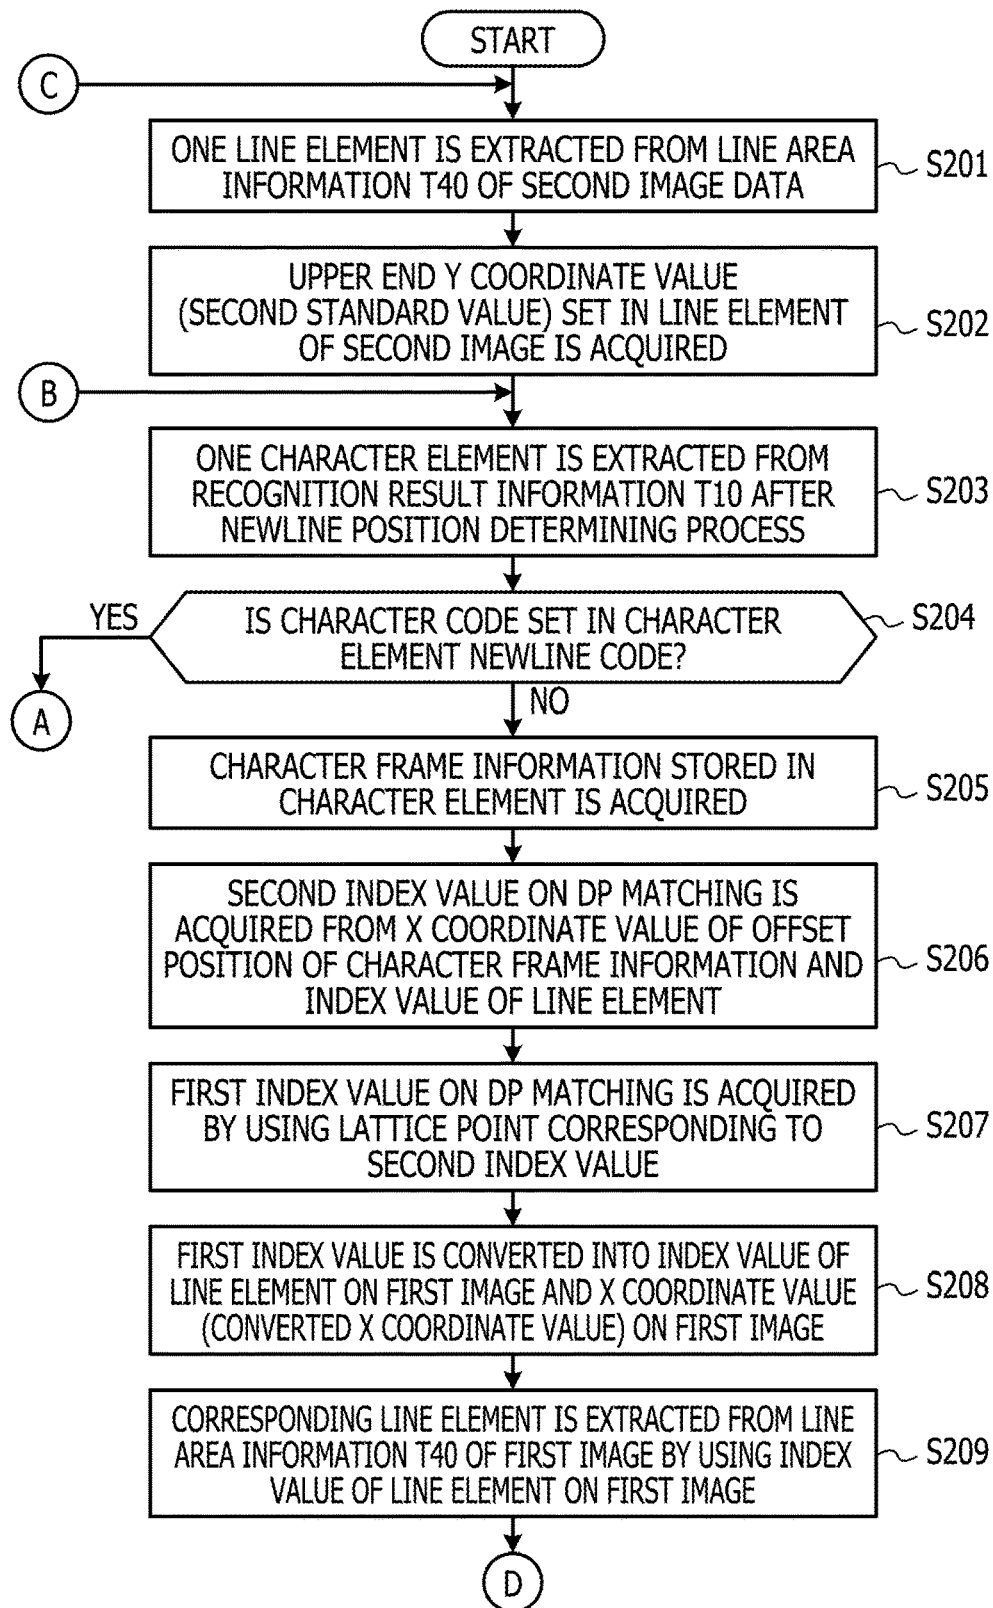 START
C
ONE LINE ELEMENT IS EXTRACTED FROM LINE AREA
INFORMATION T40 OF SECOND IMAGE DATA
S201
UPPER END Y COORDINATE VALUE
(SECOND STANDARD VALUE) SET IN LINE ELEMENT
OF SECOND IMAGE IS ACQUIRED
S202
B
ONE CHARACTER ELEMENT IS EXTRACTED FROM
RECOGNITION RESULT INFORMATION T10 AFTER
NEWLINE POSITION DETERMINING PROCESS
S203
YES
IS CHARACTER CODE SET IN CHARACTER
ELEMENT NEWLINE CODE?
S204
A
NO
CHARACTER FRAME INFORMATION STORED IN
CHARACTER ELEMENT IS ACQUIRED
S205
SECOND INDEX VALUE ON DP MATCHING IS
ACQUIRED FROM X COORDINATE VALUE OF OFFSET
POSITION OF CHARACTER FRAME INFORMATION AND
INDEX VALUE OF LINE ELEMENT
S206
FIRST INDEX VALUE ON DP MATCHING IS ACQUIRED
BY USING LATTICE POINT CORRESPONDING TO
SECOND INDEX VALUE
S207
FIRST INDEX VALUE IS CONVERTED INTO INDEX VALUE OF
LINE ELEMENT ON FIRST IMAGE AND X COORDINATE VALUE
(CONVERTED X COORDINATE VALUE) ON FIRST IMAGE
S208
CORRESPONDING LINE ELEMENT IS EXTRACTED FROM LINE
AREA INFORMATION T40 OF FIRST IMAGE BY USING INDEX
VALUE OF LINE ELEMENT ON FIRST IMAGE
S209
D